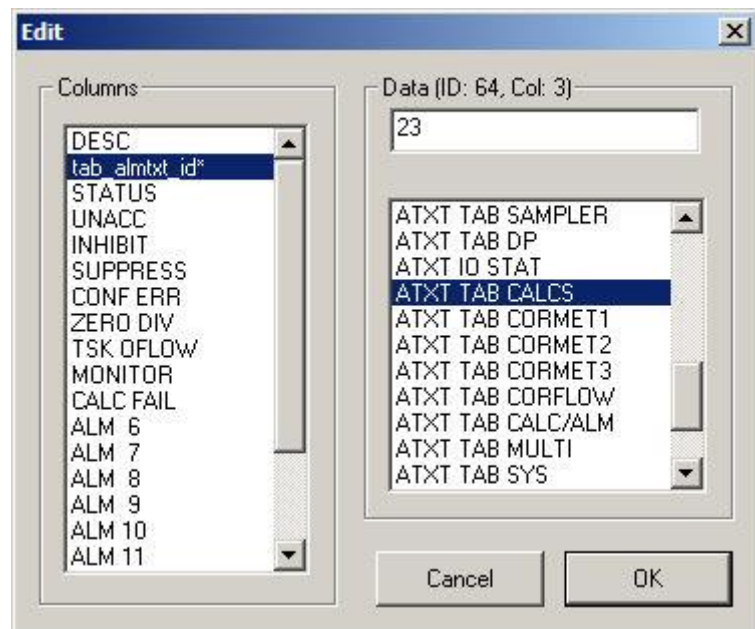 Edit
Columns
DESC
tab_almtxt_id*
STATUS
UNACC
INHIBIT
SUPPRESS
CONF ERR
ZERO DIV
TSK OFLOW
MONITOR
CALC FAIL
ALM 6
ALM 7
ALM 8
ALM 9
ALM 10
ALM 11
Data (ID: 64, Col: 3)
23
ATXT TAB SAMPLER
ATXT TAB DP
ATXT IO STAT
ATXT TAB CALCS
ATXT TAB CORMET1
ATXT TAB CORMET2
ATXT TAB CORMET3
ATXT TAB CORFLOW
ATXT TAB CALC/ALM
ATXT TAB MULTI
ATXT TAB SYS
Cancel
OK